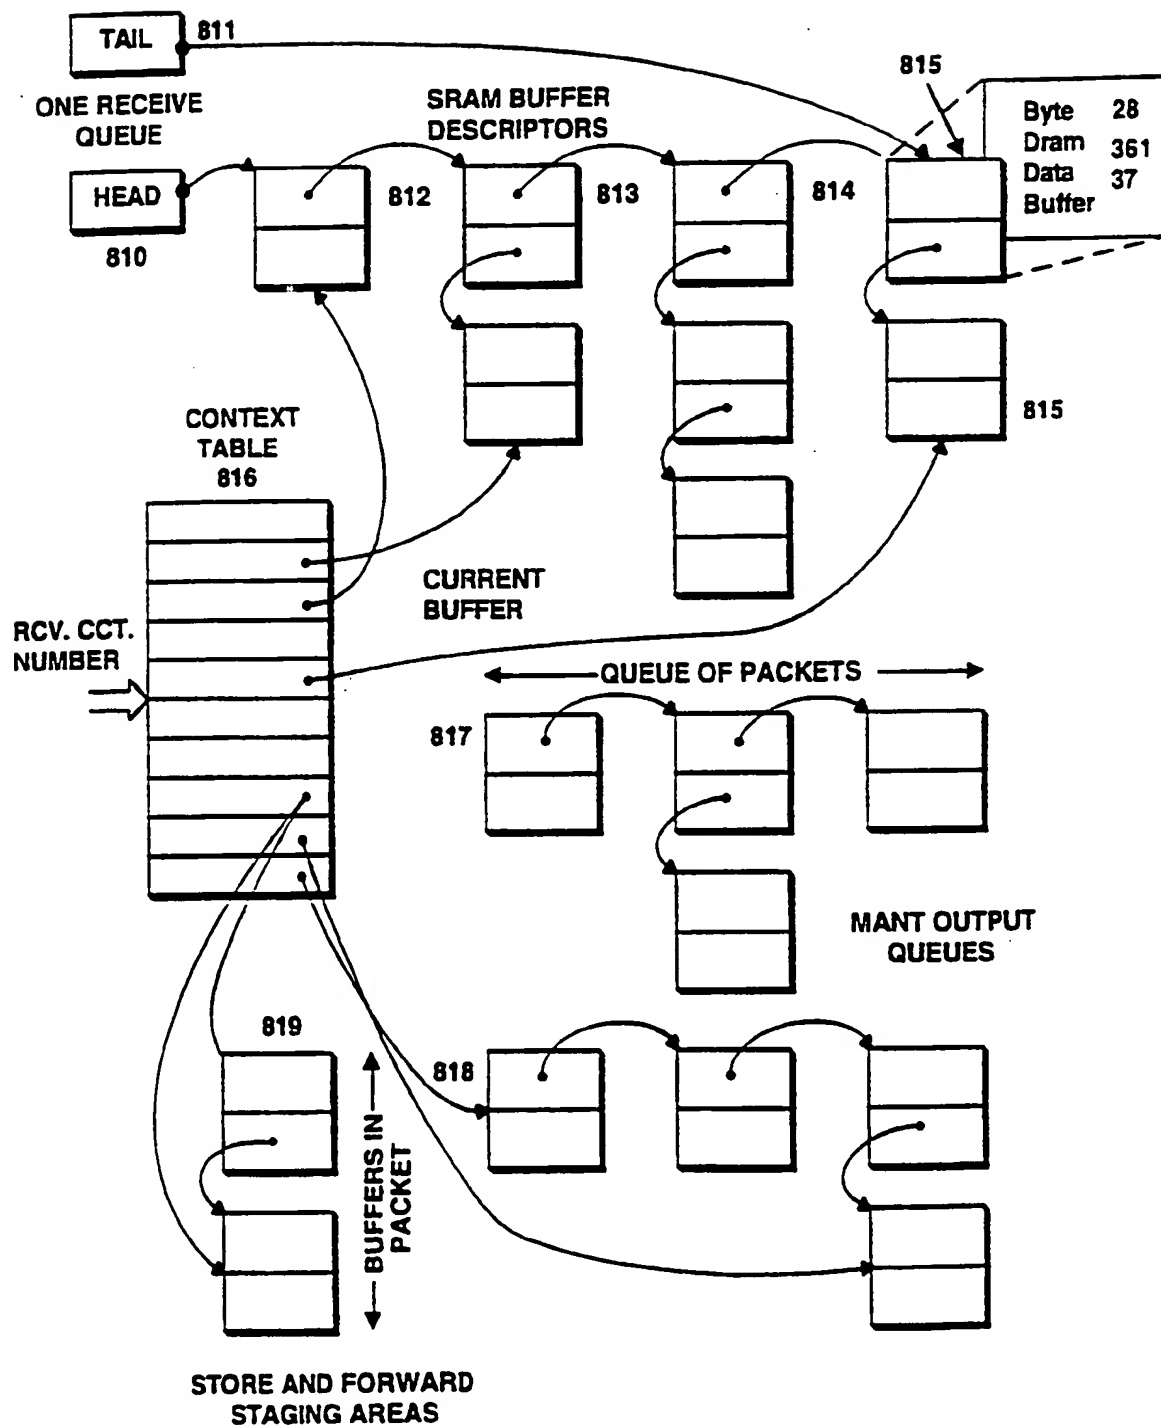 TAIL
811
ONE RECEIVE
QUEUE
HEAD
810
SRAM BUFFER
DESCRIPTORS
812
813
814
815
Byte 28
Dram 361
Data 37
Buffer
815
CONTEXT
TABLE
816
CURRENT
BUFFER
RCV. CCT.
NUMBER
QUEUE OF PACKETS
817
MANT OUTPUT
QUEUES
819
818
BUFFERS IN
PACKET
STORE AND FORWARD
STAGING AREAS